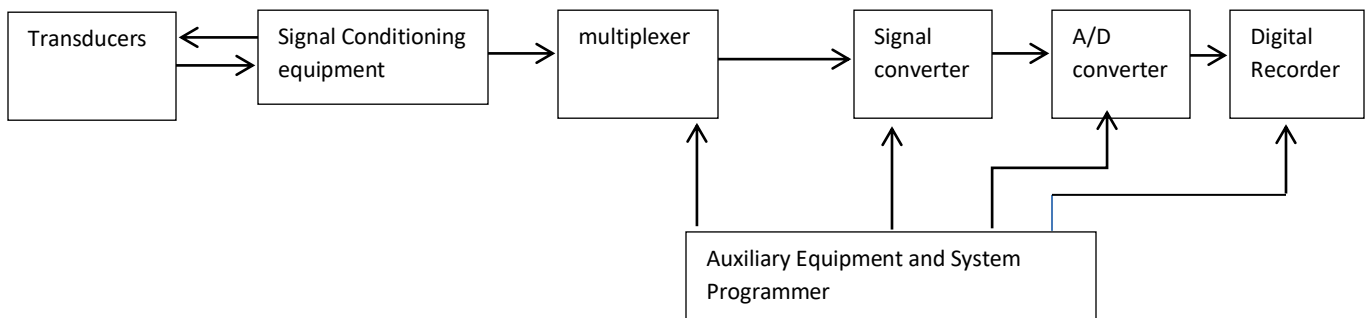 Transducers
Signal Conditioning
equipment
multiplexer
Signal
converter
A/D
converter
Digital
Recorder
Auxiliary Equipment and System
Programmer